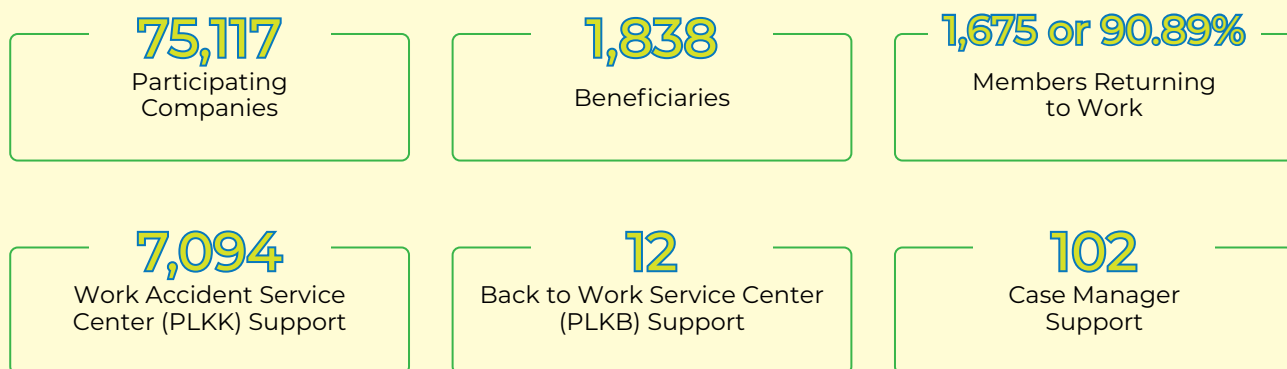 75,117
Participating
Companies
1,838
Beneficiaries
1,675 or 90.89%
Members Returning
to Work
7,094
Work Accident Service
Center (PLKK) Support
12
Back to Work Service Center
(PLKB) Support
102
Case Manager
Support